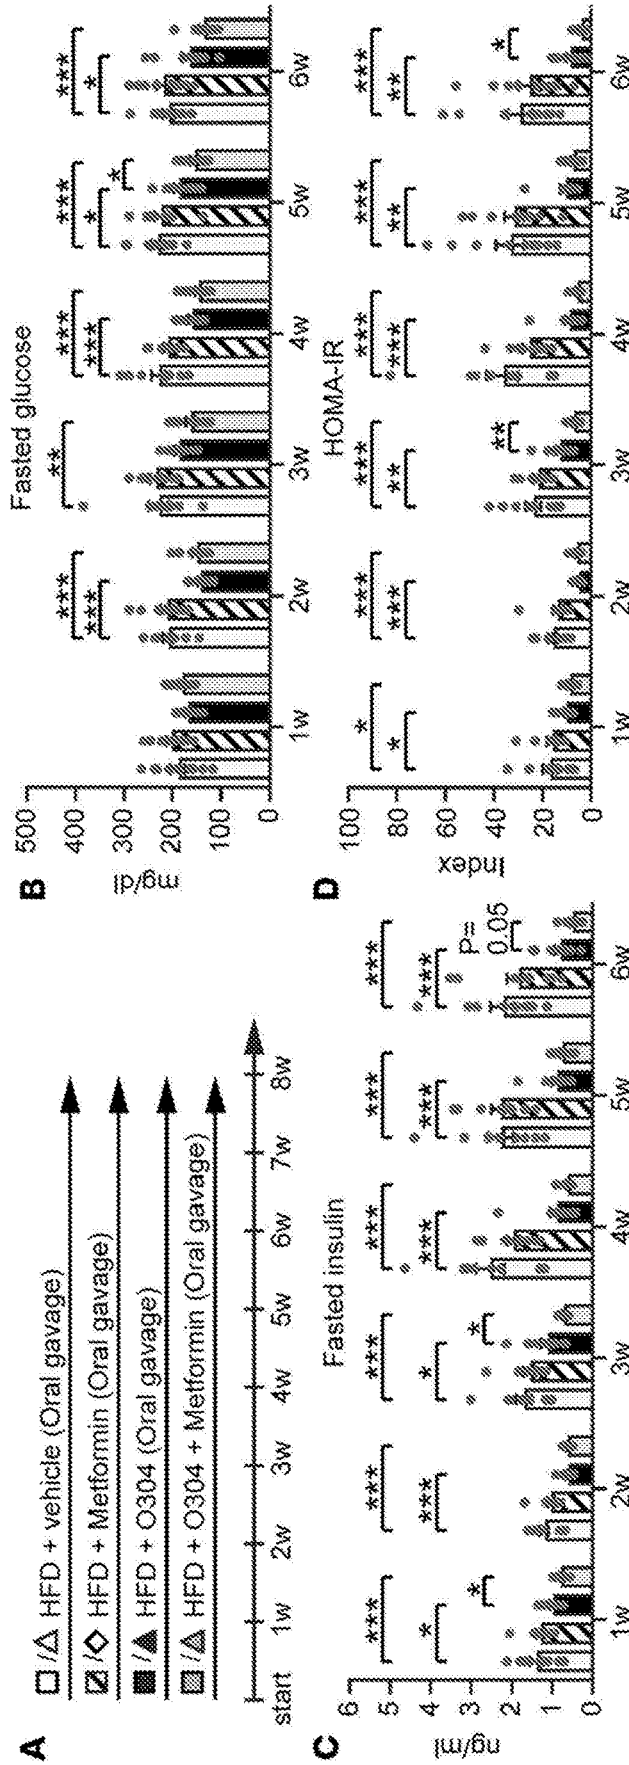 A
□/△ HFD + vehicle (Oral gavage)
/◇ HFD + Metformin (Oral gavage)
■/▲ HFD + O304 (Oral gavage)
/△ HFD + O304 + Metformin (Oral gavage)
start 1w 2w 3w 4w 5w 6w 7w 8w
B
Fasted glucose
mg/dl
500
400
300
200
100
0
*** *** ** *** *** *** *** * * *** *
1w 2w 3w 4w 5w 6w
C
Fasted insulin
ng/ml
6
5
4
3
2
1
0
*** * * *** *** *** * * *** *** *** *** *** ***
P=
0.05
1w 2w 3w 4w 5w 6w
D
HOMA-IR
Index
100
80
60
40
20
0
* * *** *** *** ** ** *** *** *** ** *** ** *
1w 2w 3w 4w 5w 6w